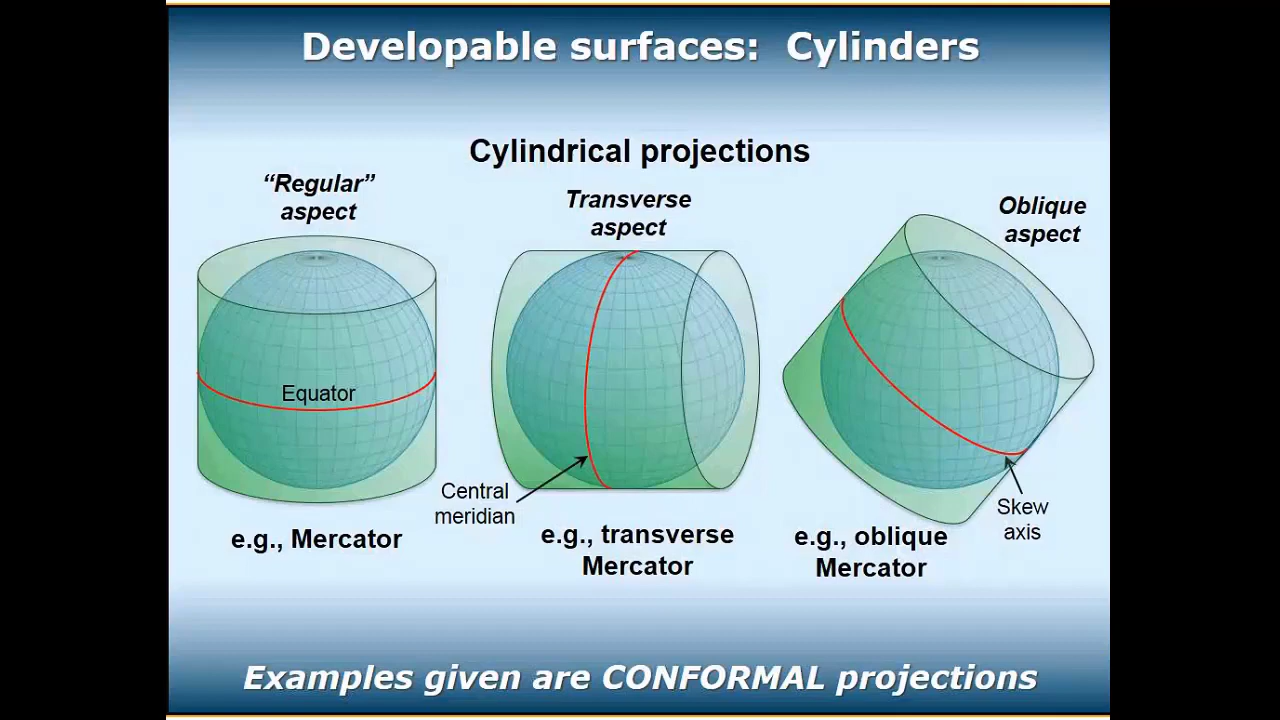 Developable surfaces:  Cylinders
Cylindrical projections
“Regular”
aspect
Equator
e.g., Mercator
Transverse
aspect
Central
meridian
e.g., transverse
Mercator
Oblique
aspect
Skew
axis
e.g., oblique
Mercator
Examples given are CONFORMAL projections